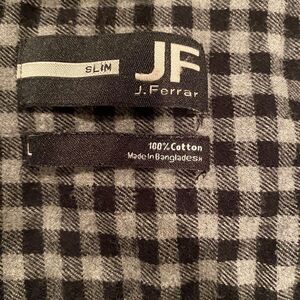 SLIM
JF
J.Ferrar
L
100% Cotton
Made In Bangladesh